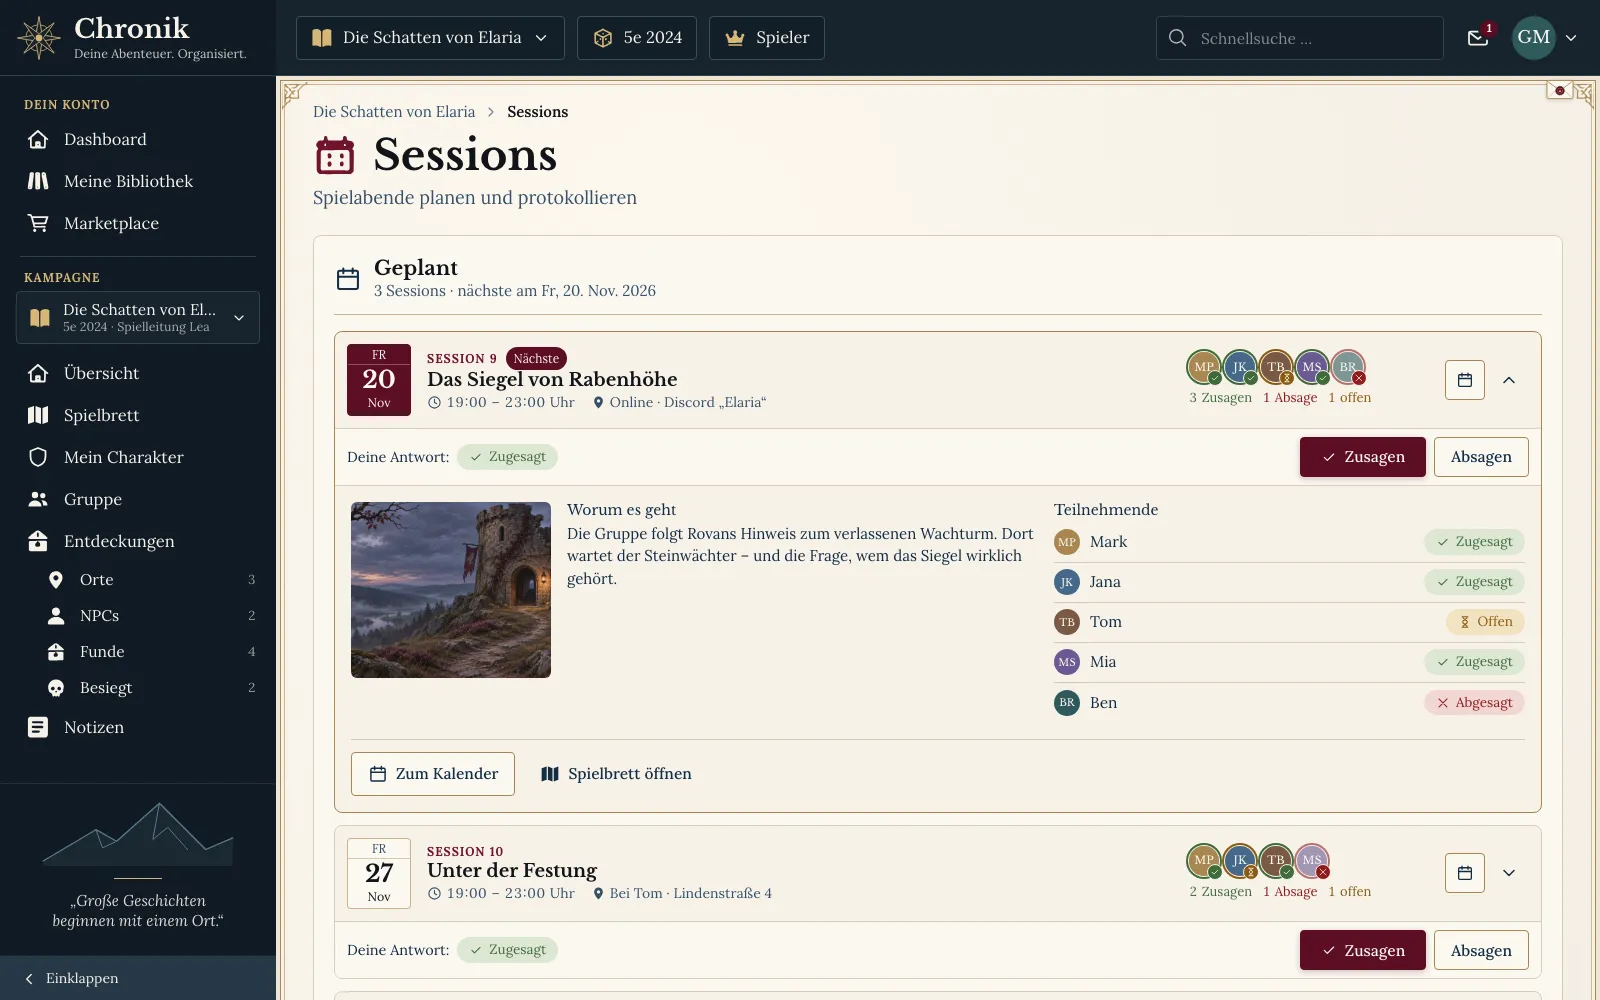 Chronik
Deine Abenteuer. Organisiert.
Die Schatten von Elaria
5e 2024
Spieler
Schnellsuche ...
1
GM
DEIN KONTO
Dashboard
Meine Bibliothek
Marketplace
KAMPAGNE
Die Schatten von El...
5e 2024 · Spielleitung Lea
Übersicht
Spielbrett
Mein Charakter
Gruppe
Entdeckungen
Orte 3
NPCs 2
Funde 4
Besiegt 2
Notizen
„Große Geschichten
beginnen mit einem Ort.“
Einklappen
Die Schatten von Elaria > Sessions
Sessions
Spielabende planen und protokollieren
Geplant
3 Sessions · nächste am Fr, 20. Nov. 2026
FR
20
Nov
SESSION 9 Nächste
Das Siegel von Rabenhöhe
19:00 – 23:00 Uhr Online · Discord „Elaria“
MP JK TB MS BR
3 Zusagen 1 Absage 1 offen
Deine Antwort: Zugesagt
Zusagen Absagen
Worum es geht
Die Gruppe folgt Rovans Hinweis zum verlassenen Wachturm. Dort
wartet der Steinwächter – und die Frage, wem das Siegel wirklich
gehört.
Teilnehmende
MP Mark Zugesagt
JK Jana Zugesagt
TB Tom Offen
MS Mia Zugesagt
BR Ben Abgesagt
Zum Kalender Spielbrett öffnen
FR
27
Nov
SESSION 10
Unter der Festung
19:00 – 23:00 Uhr Bei Tom · Lindenstraße 4
MP JK TB MS
2 Zusagen 1 Absage 1 offen
Deine Antwort: Zugesagt
Zusagen Absagen